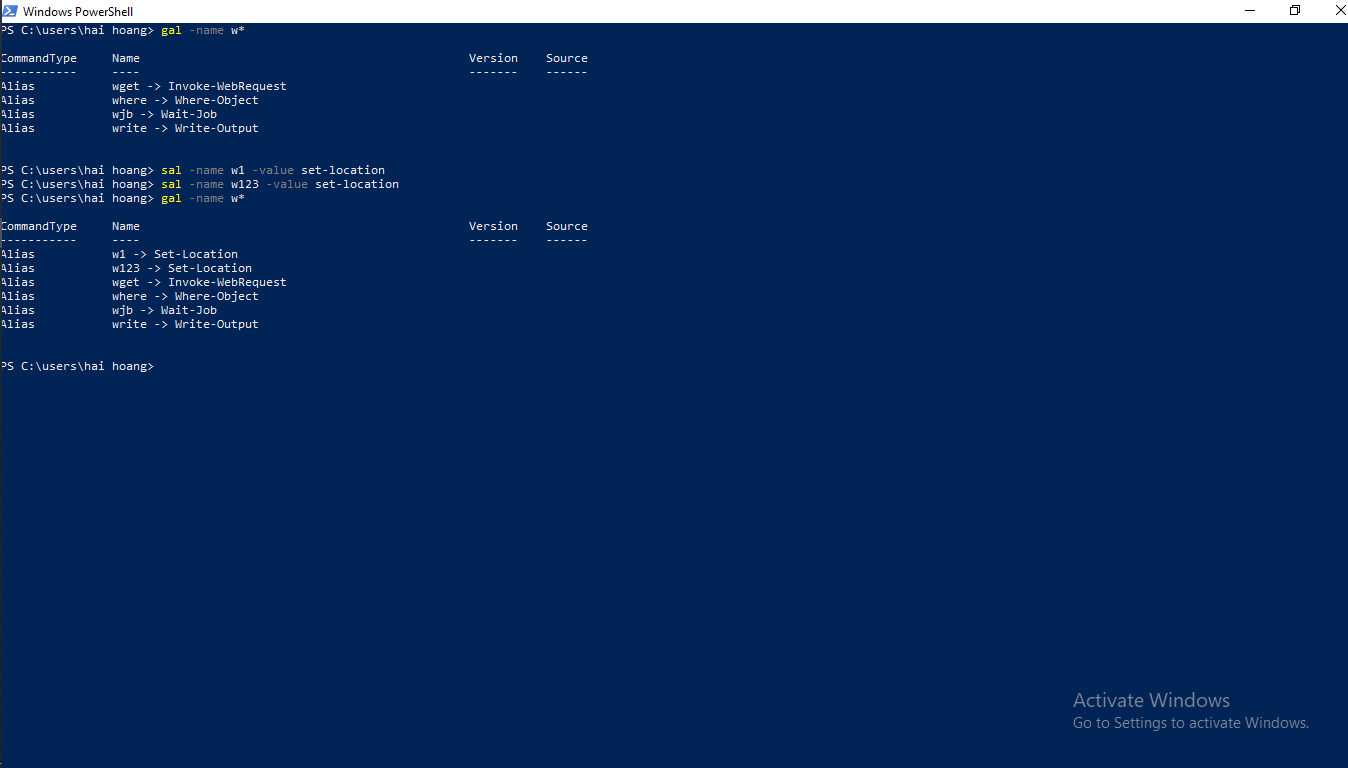 Windows PowerShell
PS C:\users\hai hoang> gal -name w*
CommandType Name Version Source
----------- ---- ------- ------
Alias wget -> Invoke-WebRequest
Alias where -> Where-Object
Alias wjb -> Wait-Job
Alias write -> Write-Output
PS C:\users\hai hoang> sal -name w1 -value set-location
PS C:\users\hai hoang> sal -name w123 -value set-location
PS C:\users\hai hoang> gal -name w*
CommandType Name Version Source
----------- ---- ------- ------
Alias w1 -> Set-Location
Alias w123 -> Set-Location
Alias wget -> Invoke-WebRequest
Alias where -> Where-Object
Alias wjb -> Wait-Job
Alias write -> Write-Output
PS C:\users\hai hoang>
Activate Windows
Go to Settings to activate Windows.